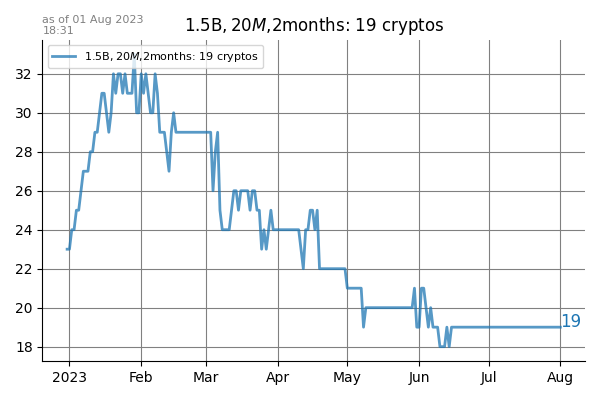 as of 01 Aug 2023
18:31
1.5B, 20M,2months: 19 cryptos
1.5B, 20M,2months: 19 cryptos
32
30
28
26
24
22
20
18
19
2023 Feb Mar Apr May Jun Jul Aug